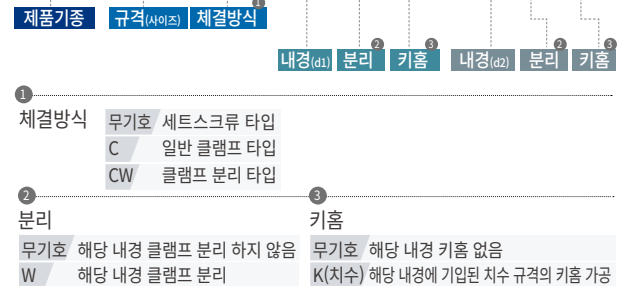 제품기종 규격(사이즈) 체결방식 1
내경(d1) 분리 2 키홈 3 내경(d2) 분리 2 키홈 3
1
체결방식 무기호 세트스크류 타입
C 일반 클램프 타입
CW 클램프 분리 타입
2
분리
무기호 해당 내경 클램프 분리 하지 않음
W 해당 내경 클램프 분리
3
키홈
무기호 해당 내경 키홈 없음
K(치수) 해당 내경에 기입된 치수 규격의 키홈 가공